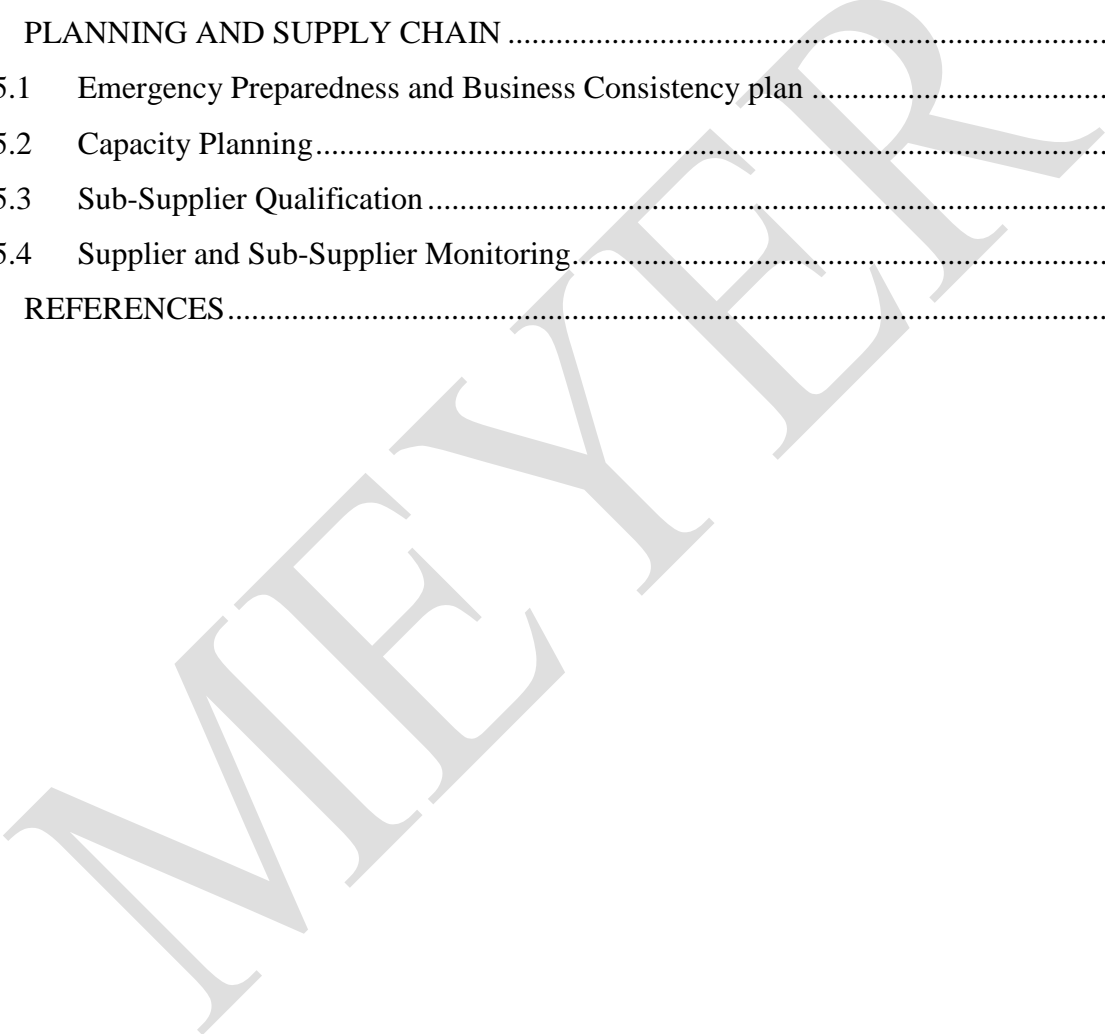 PLANNING AND SUPPLY CHAIN ........................................................................
5.1 Emergency Preparedness and Business Consistency plan ....................................
5.2 Capacity Planning ....................................................................................................
5.3 Sub-Supplier Qualification ......................................................................................
5.4 Supplier and Sub-Supplier Monitoring ....................................................................
REFERENCES ..............................................................................................................
MEYER